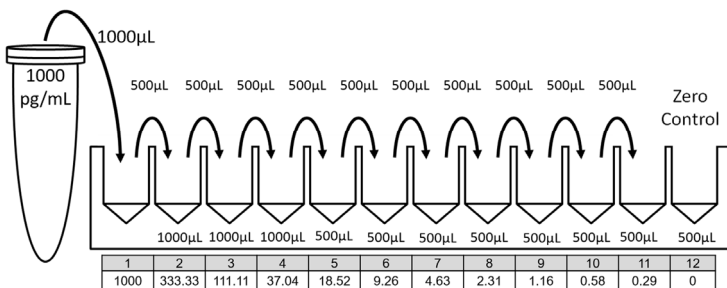 1000µL
1000
pg/mL
500µL 500µL 500µL 500µL 500µL 500µL 500µL 500µL 500µL 500µL
Zero
Control
1000µL 1000µL 1000µL 500µL 500µL 500µL 500µL 500µL 500µL 500µL 500µL
1 2 3 4 5 6 7 8 9 10 11 12
1000 333.33 111.11 37.04 18.52 9.26 4.63 2.31 1.16 0.58 0.29 0